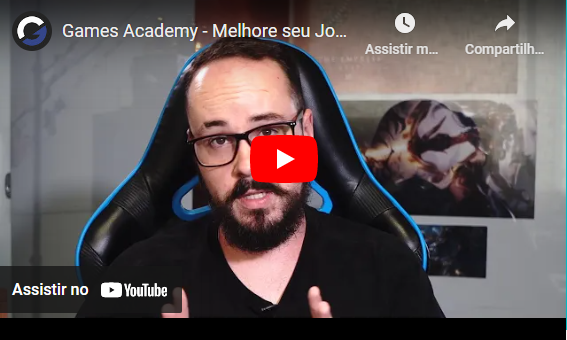 Games Academy - Melhore seu Jo...
Assistir m...
Compartilh...
Assistir no YouTube